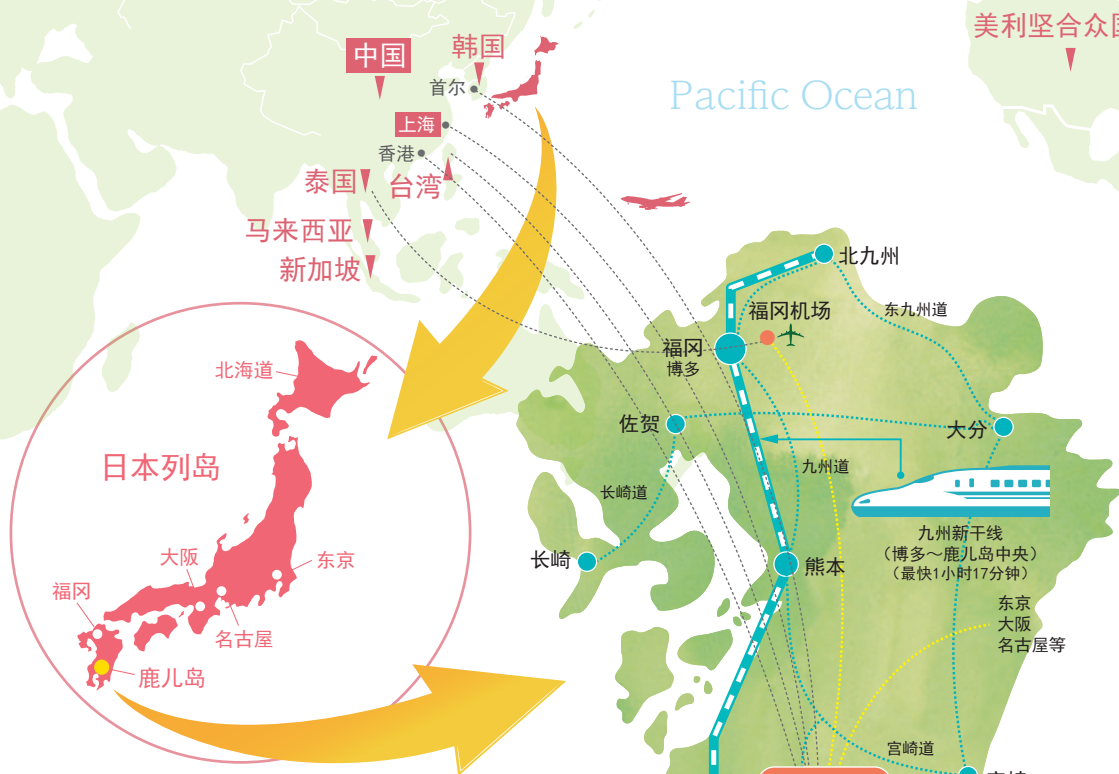 美利坚合众国
中国
韩国
首尔
Pacific Ocean
上海
香港
泰国
台湾
马来西亚
新加坡
北九州
福冈机场
东九州道
福冈
博多
佐贺
大分
九州道
长崎道
九州新干线
（博多～鹿儿岛中央）
（最快1小时17分钟）
长崎
熊本
东京
大阪
名古屋等
宫崎道
北海道
日本列岛
大阪
东京
福冈
名古屋
鹿儿岛